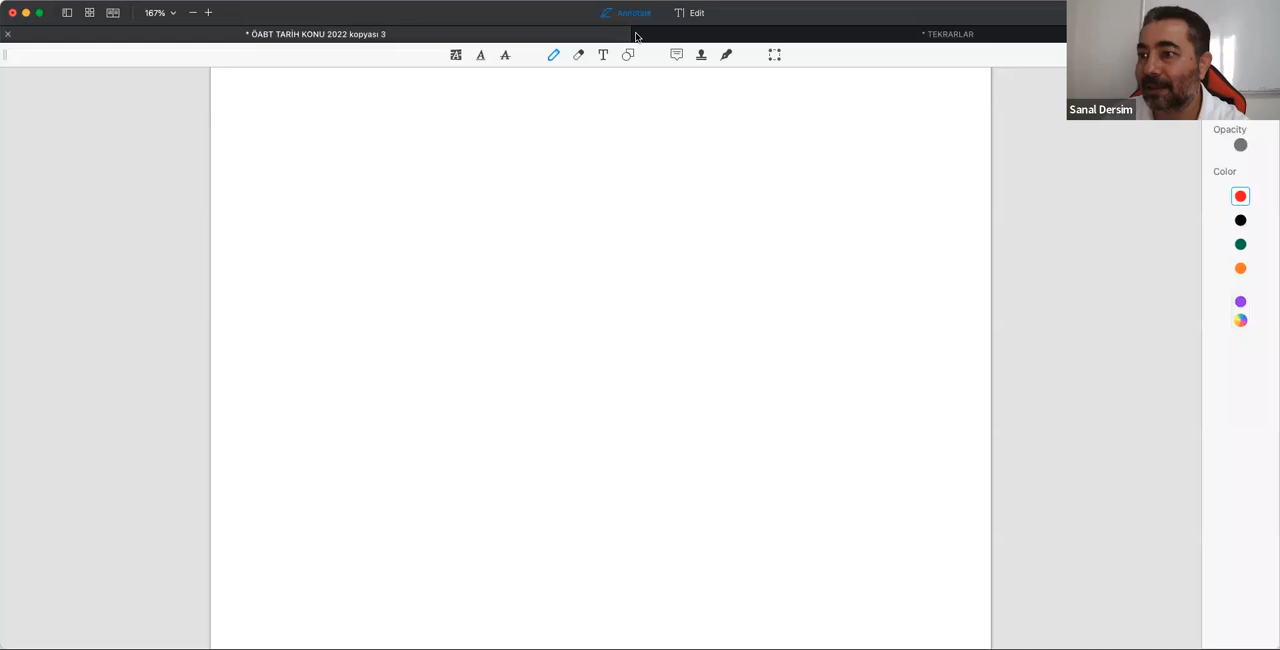 167%
Annotate
Edit
* ÖABT TARİH KONU 2022 kopyası 3
* TEKRARLAR
Sanal Dersim
Opacity
Color